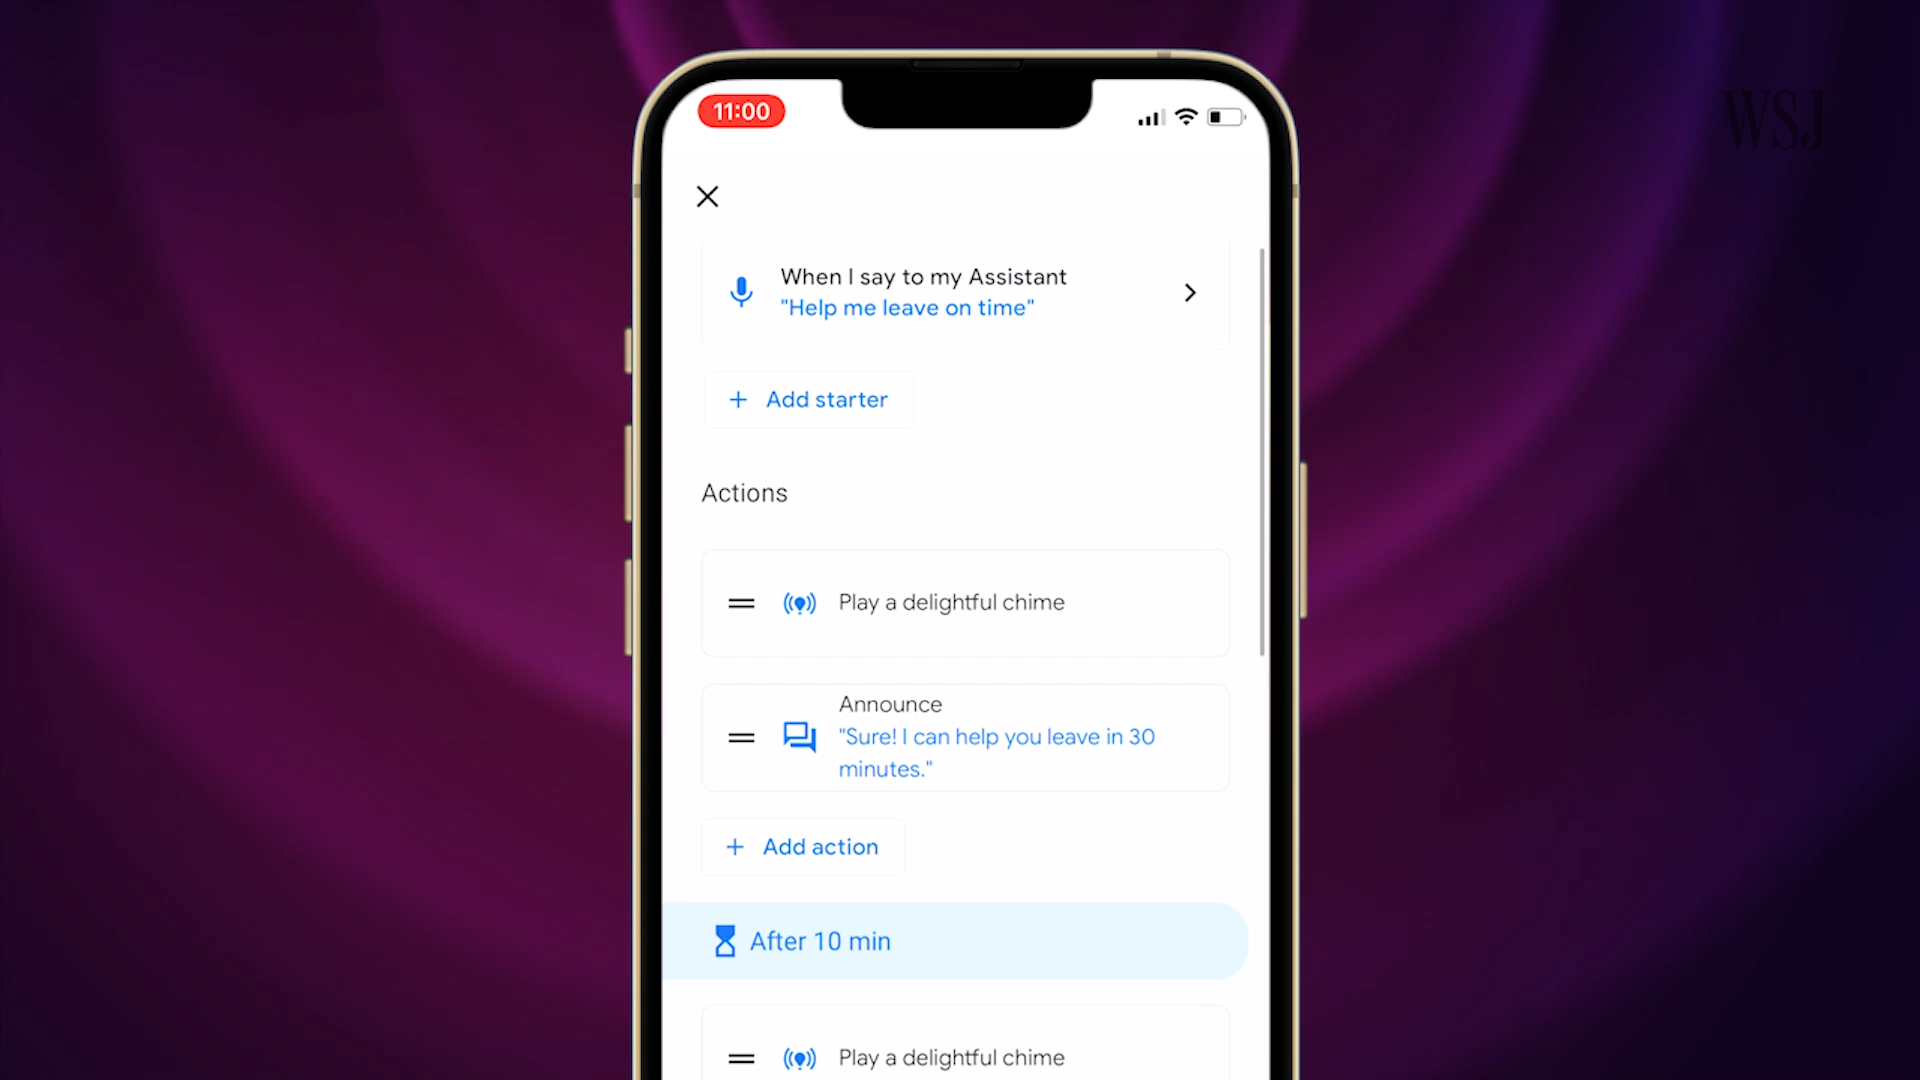 11:00
WSJ
When I say to my Assistant
"Help me leave on time"
+ Add starter
Actions
Play a delightful chime
Announce
"Sure! I can help you leave in 30
minutes."
+ Add action
After 10 min
Play a delightful chime